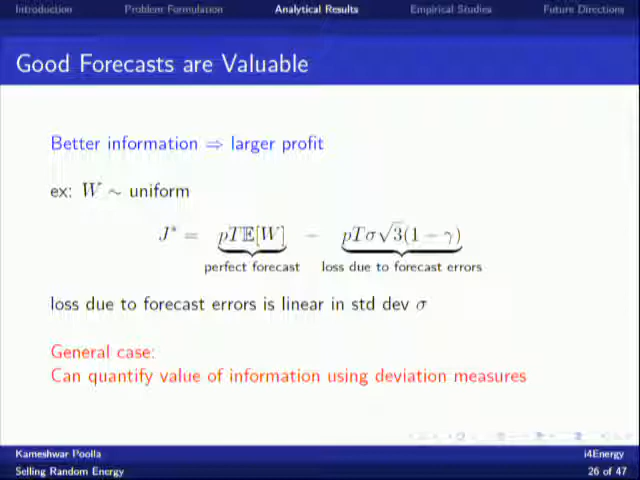 Introduction Problem Formulation Analytical Results Empirical Studies Future Directions
Good Forecasts are Valuable
Better information ⇒ larger profit
ex: W ∼ uniform
J* = pT𝔼[W] − pTσ√3(1 − γ)
perfect forecast loss due to forecast errors
loss due to forecast errors is linear in std dev σ
General case:
Can quantify value of information using deviation measures
Kameshwar Poolla i4Energy
Selling Random Energy 26 of 47